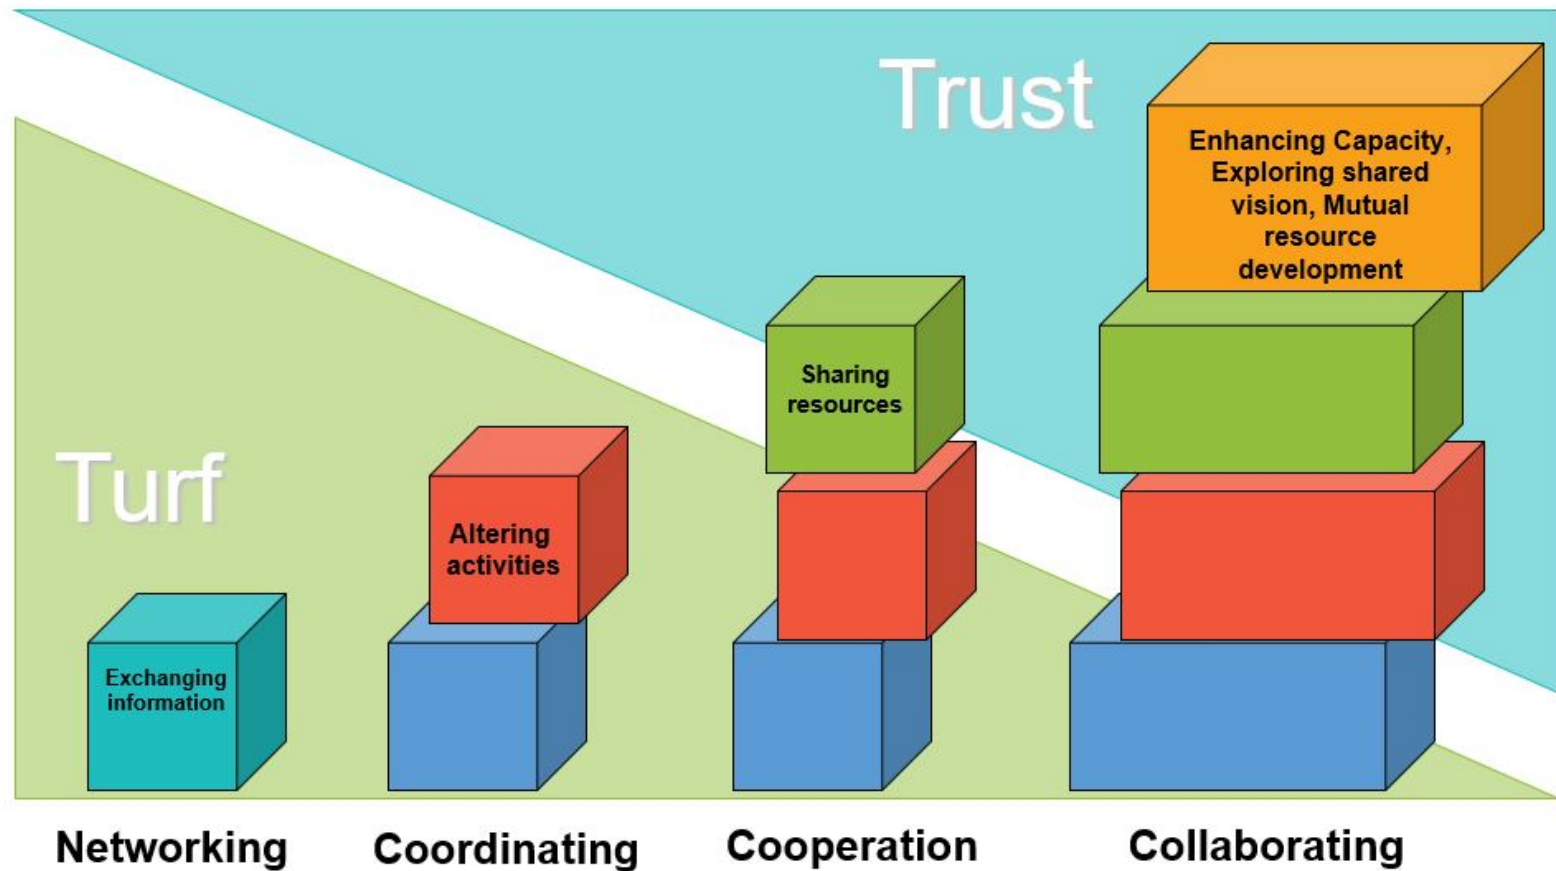 Trust
Enhancing Capacity,
Exploring shared
vision, Mutual
resource
development
Sharing
resources
Turf
Altering
activities
Exchanging
information
Networking
Coordinating
Cooperation
Collaborating